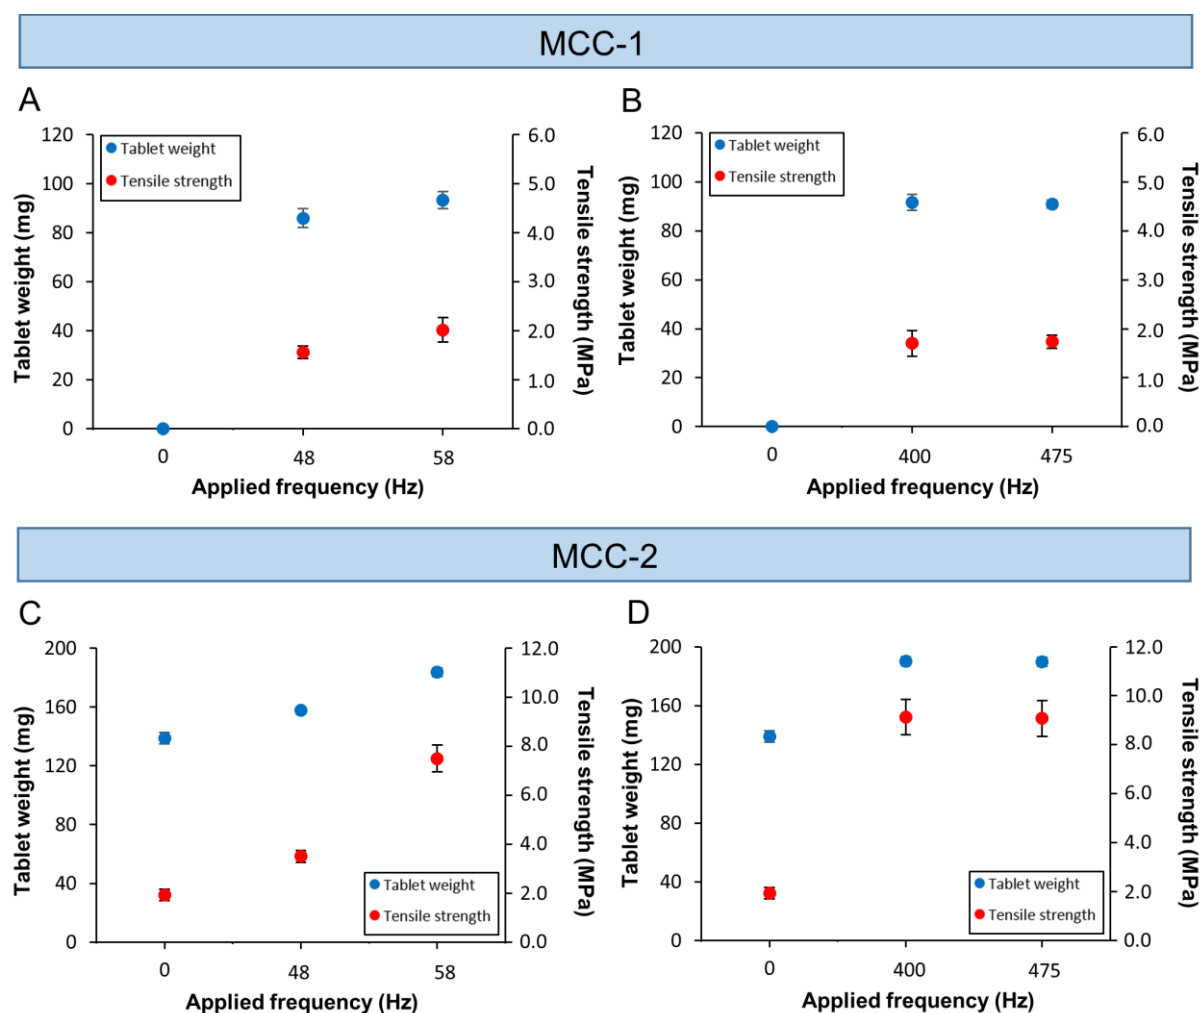 MCC-1
A
Tablet weight (mg)
120
100
80
60
40
20
0
Tablet weight
Tensile strength
6.0
5.0
4.0
3.0
2.0
1.0
0.0
Tensile strength (MPa)
0 48 58
Applied frequency (Hz)
B
Tablet weight (mg)
120
100
80
60
40
20
0
Tablet weight
Tensile strength
6.0
5.0
4.0
3.0
2.0
1.0
0.0
Tensile strength (MPa)
0 400 475
Applied frequency (Hz)
MCC-2
C
Tablet weight (mg)
200
160
120
80
40
0
Tablet weight
Tensile strength
12.0
10.0
8.0
6.0
4.0
2.0
0.0
Tensile strength (MPa)
0 48 58
Applied frequency (Hz)
D
Tablet weight (mg)
200
160
120
80
40
0
Tablet weight
Tensile strength
12.0
10.0
8.0
6.0
4.0
2.0
0.0
Tensile strength (MPa)
0 400 475
Applied frequency (Hz)